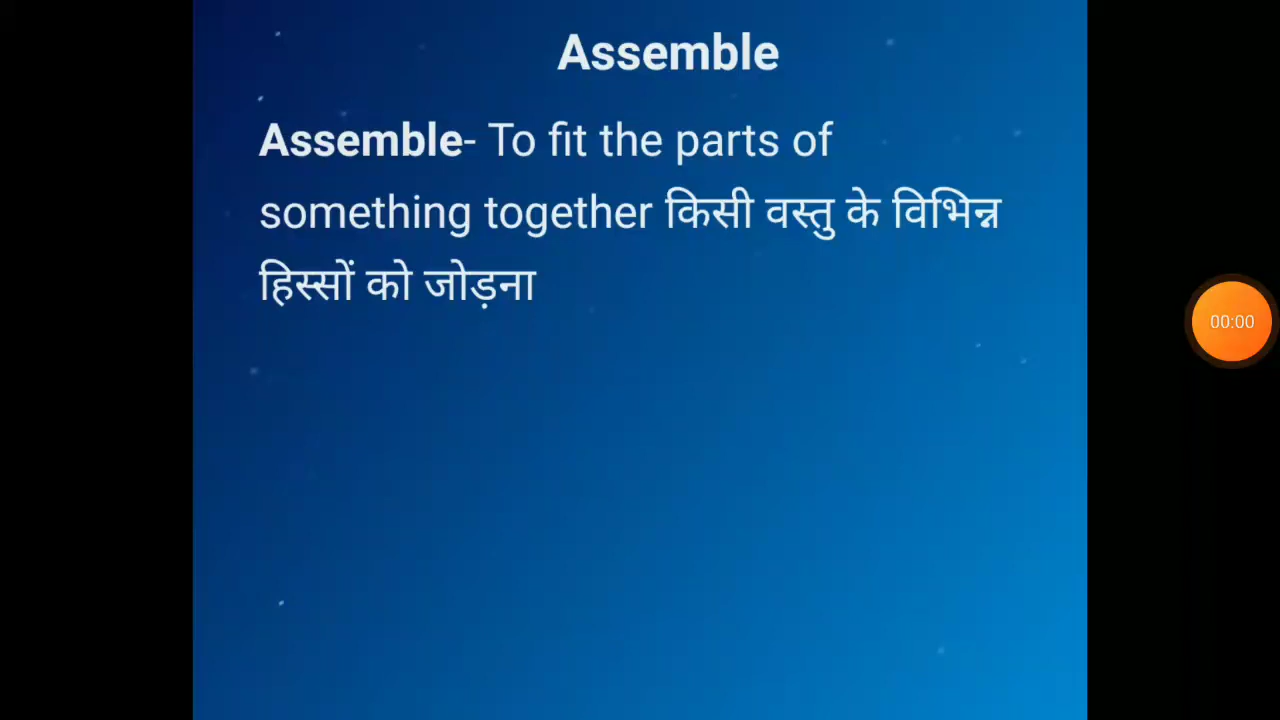 Assemble
Assemble- To fit the parts of
something together किसी वस्तु के विभिन्न
हिस्सों को जोड़ना
00:00